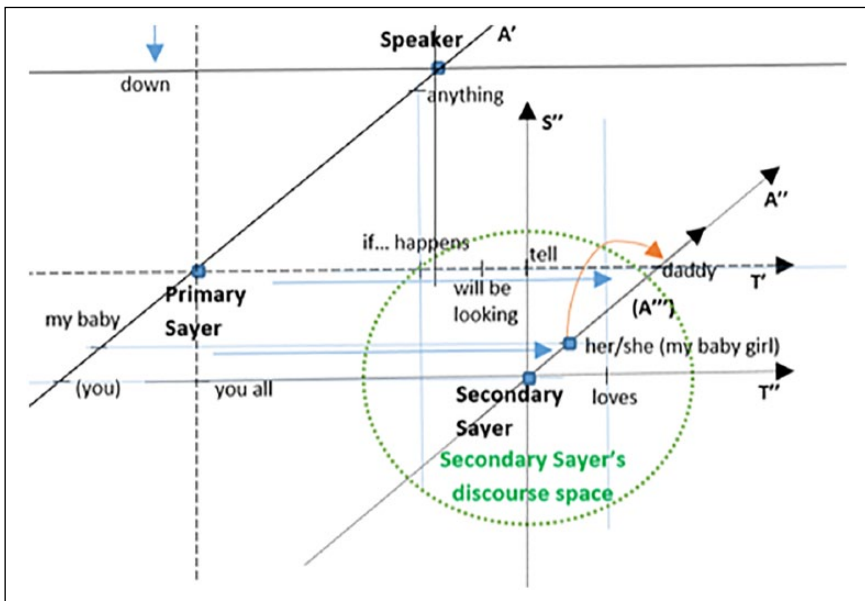 Speaker
A'
down
anything
S''
A''
if... happens
tell
daddy
T'
will be
looking
Primary
Sayer
(A''')
my baby
her/she (my baby girl)
(you)
you all
Secondary
Sayer
loves
T''
Secondary Sayer's
discourse space